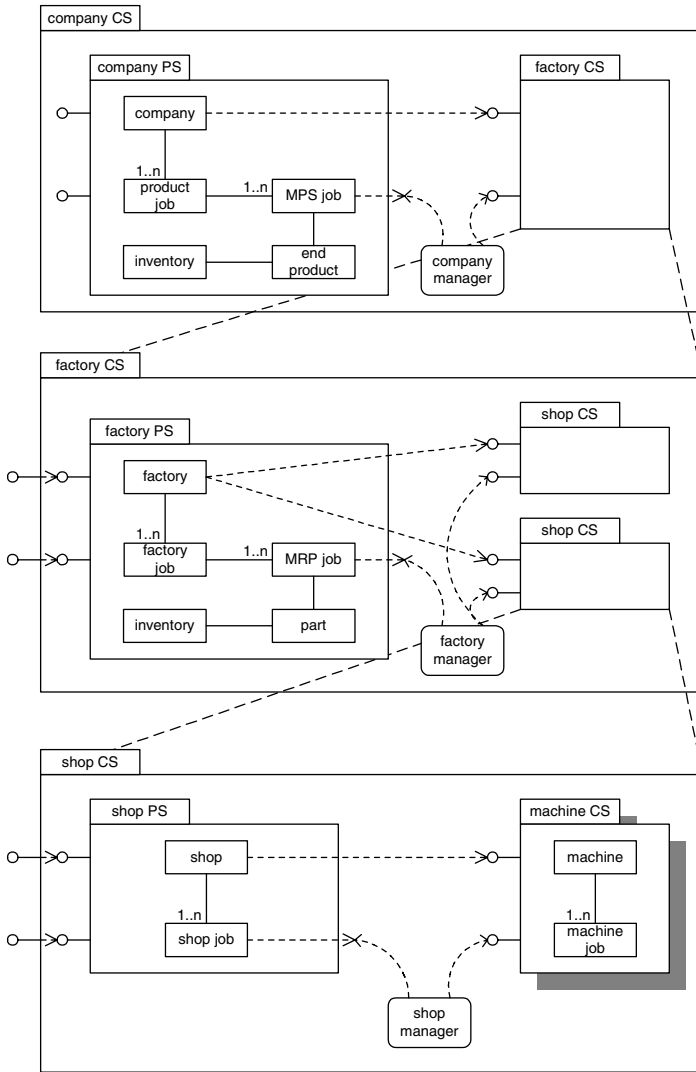 company CS
company PS
factory CS
company
1..n
product
job
1..n
MPS job
inventory
end
product
company
manager
factory CS
factory PS
shop CS
factory
1..n
factory
job
1..n
MRP job
shop CS
inventory
part
factory
manager
shop CS
shop PS
machine CS
shop
machine
1..n
shop job
1..n
machine
job
shop
manager